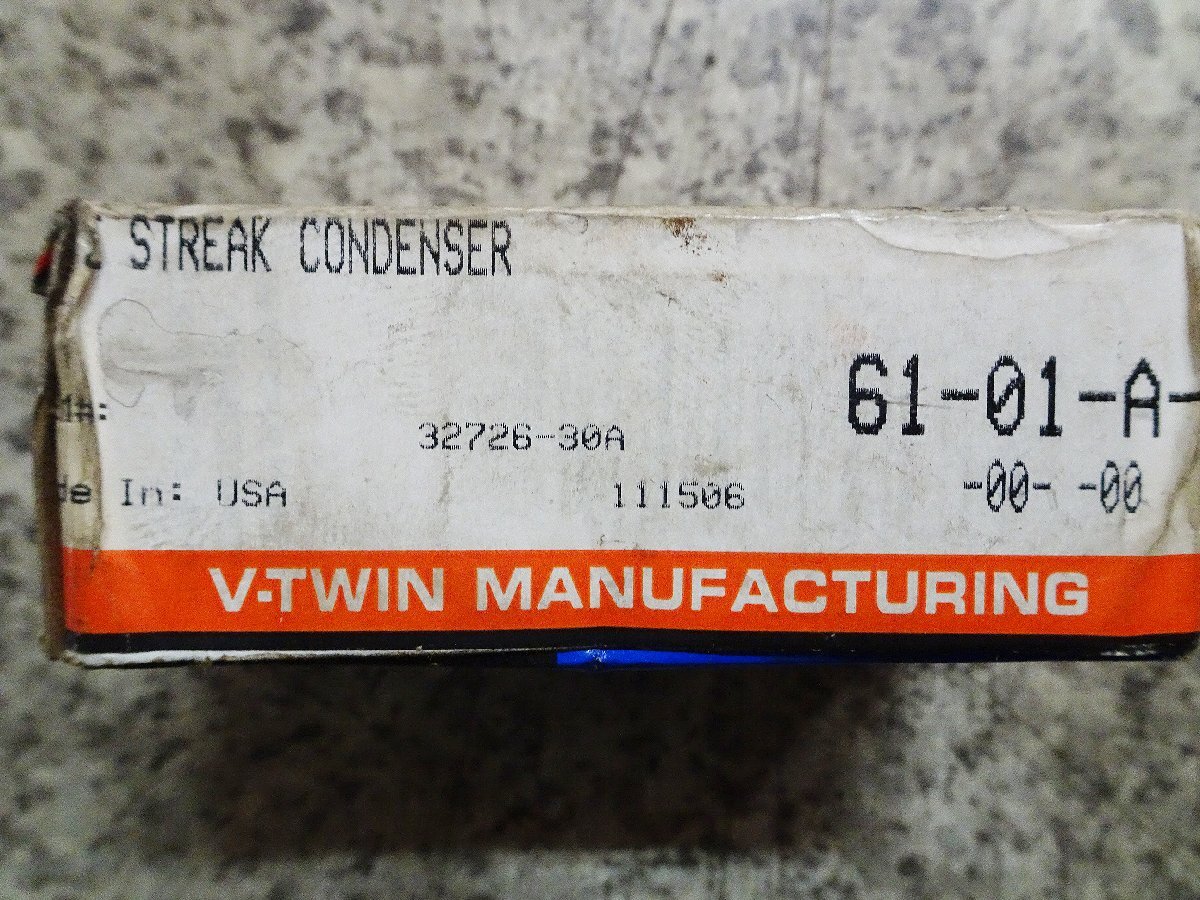 STREAK CONDENSER
61-01-A-
32726-30A
In: USA 111506 -00- -00
V-TWIN MANUFACTURING